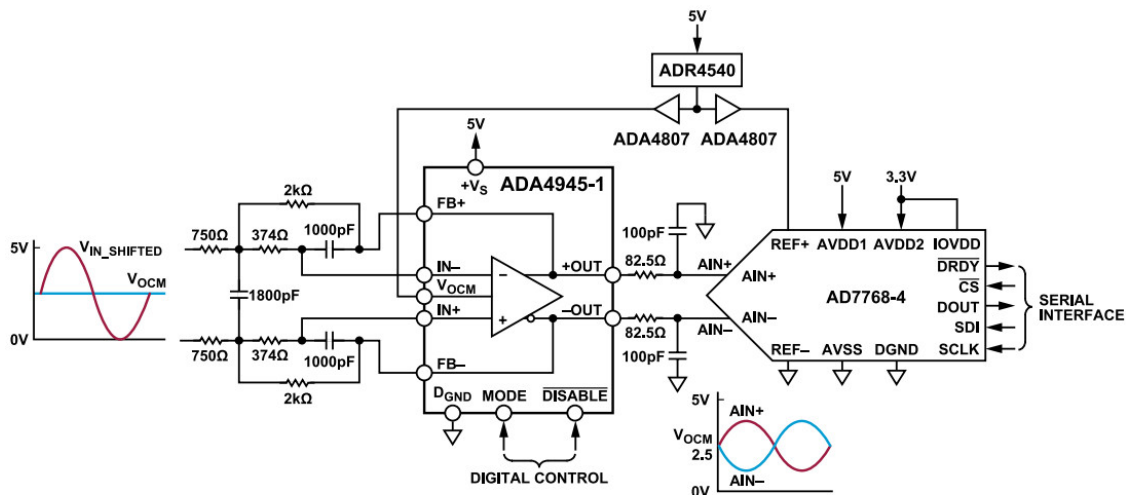 5V
ADR4540
ADA4807
ADA4807
5V
+VS
ADA4945-1
2kΩ
FB+
750Ω
374Ω
1000pF
5V
VIN_SHIFTED
VOCM
0V
1800pF
IN–
VOCM
IN+
FB–
+OUT
–OUT
750Ω
374Ω
1000pF
2kΩ
DGND
MODE
DISABLE
DIGITAL CONTROL
100pF
82.5Ω
AIN+
82.5Ω
AIN–
100pF
5V
3.3V
REF+
AVDD1
AVDD2
IOVDD
AIN+
AIN–
AD7768-4
DRDY
CS
DOUT
SDI
SCLK
SERIAL
INTERFACE
REF–
AVSS
DGND
5V
AIN+
VOCM
2.5
AIN–
0V